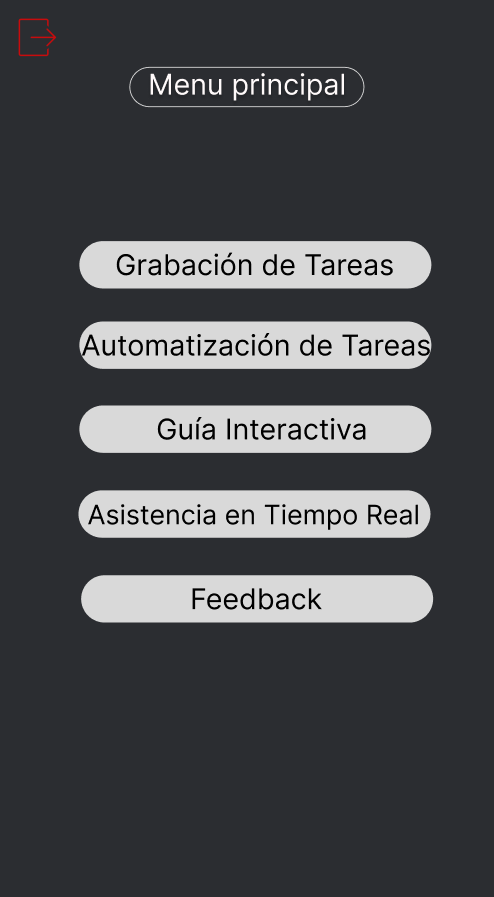 Menu principal
Grabación de Tareas
Automatización de Tareas
Guía Interactiva
Asistencia en Tiempo Real
Feedback